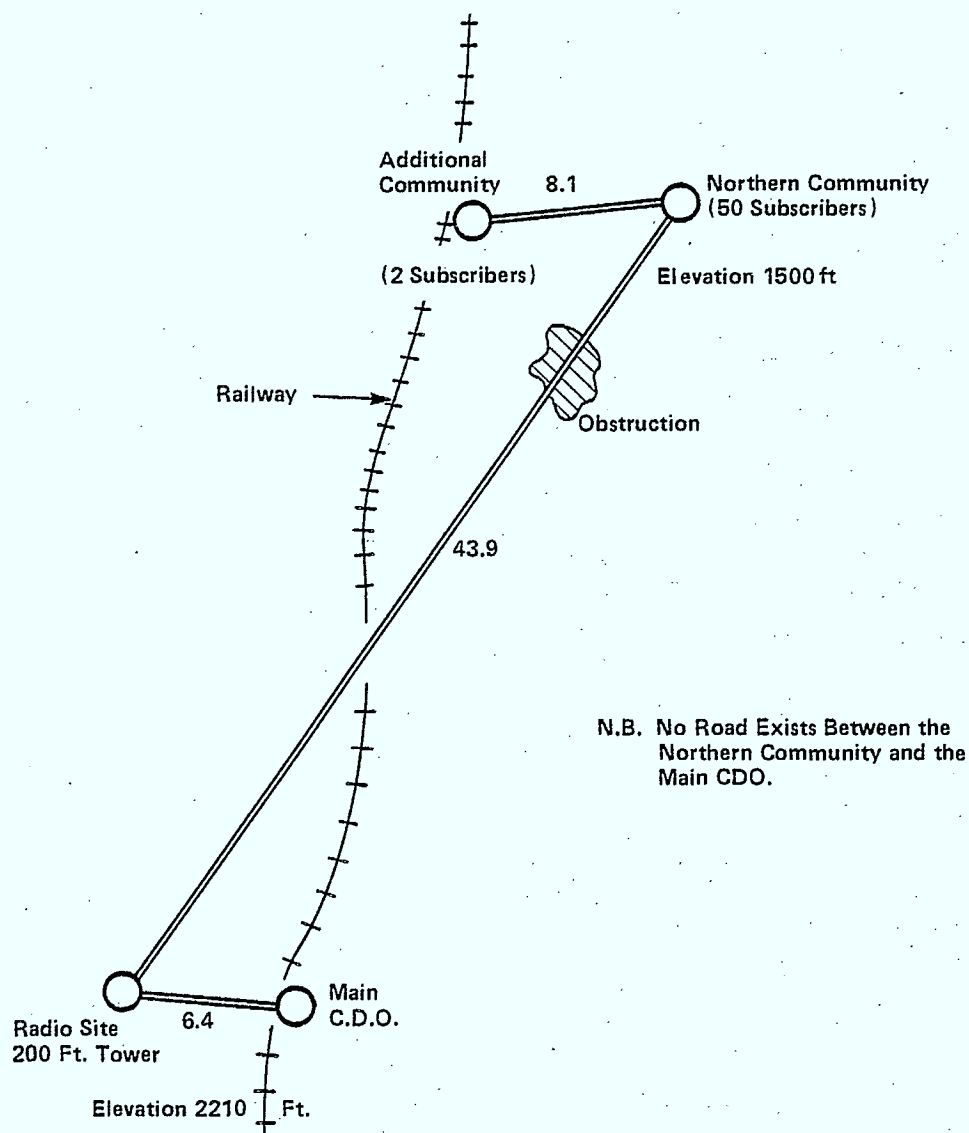 Additional
Community
8.1
Northern Community
(50 Subscribers)
(2 Subscribers)
Elevation 1500 ft
Railway
Obstruction
43.9
N.B. No Road Exists Between the
Northern Community and the
Main CDO.
Main
C.D.O.
6.4
Radio Site
200 Ft. Tower
Elevation 2210 Ft.